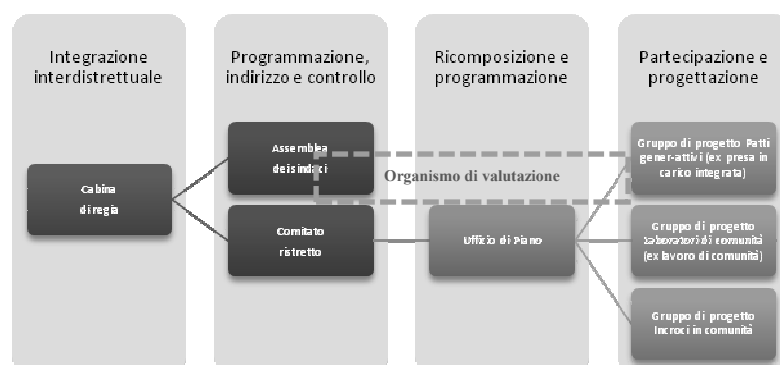 Integrazione
interdistrettuale
Programmazione,
indirizzo e controllo
Ricomposizione e
programmazione
Partecipazione e
progettazione
Cabina
di regia
Assemblea
dei sindaci
Comitato
ristretto
Organismo di valutazione
Uffizio di Piano
Gruppo di progetto Patti
gener-attivi (ex presa in
carico integrata)
Gruppo di progetto
Laboratori di comunità
(ex lavoro di comunità)
Gruppo di progetto
Incroci in comunità